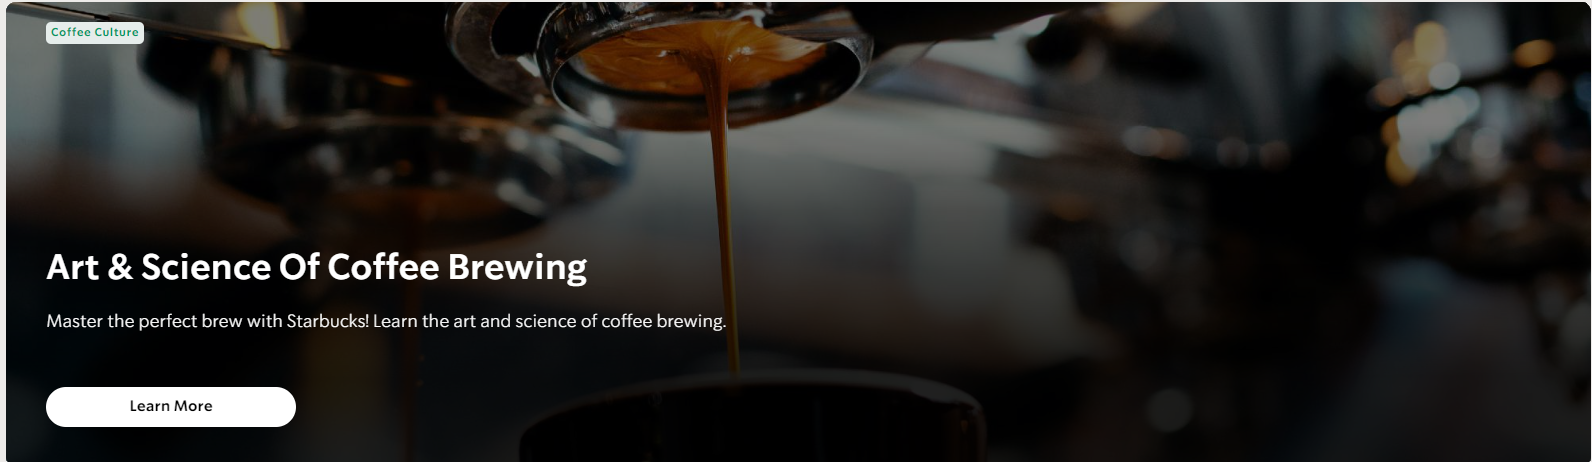 Coffee Culture
Art & Science Of Coffee Brewing
Master the perfect brew with Starbucks! Learn the art and science of coffee brewing.
Learn More